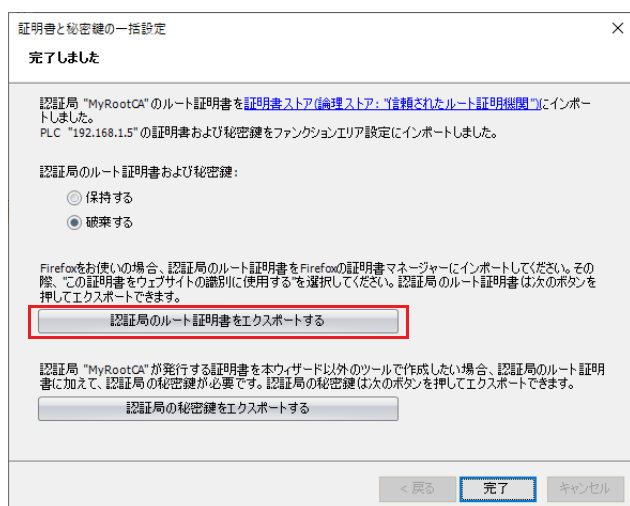 証明書と秘密鍵の一括設定
完了しました
認証局 "MyRootCA"のルート証明書を証明書ストア(論理ストア: "信頼されたルート証明機関")にインポー
トしました。
PLC "192.168.1.5"の証明書および秘密鍵をファンクションエリア設定にインポートしました。
認証局のルート証明書および秘密鍵:
保持する
破棄する
Firefoxをお使いの場合、認証局のルート証明書をFirefoxの証明書マネージャーにインポートしてください。その
際、"この証明書をウェブサイトの識別に使用する"を選択してください。認証局のルート証明書は次のボタンを
押してエクスポートできます。
認証局のルート証明書をエクスポートする
認証局 "MyRootCA"が発行する証明書を本ウィザード以外のツールで作成したい場合、認証局のルート証明
書に加えて、認証局の秘密鍵が必要です。認証局の秘密鍵は次のボタンを押してエクスポートできます。
認証局の秘密鍵をエクスポートする
< 戻る 完了 キャンセル